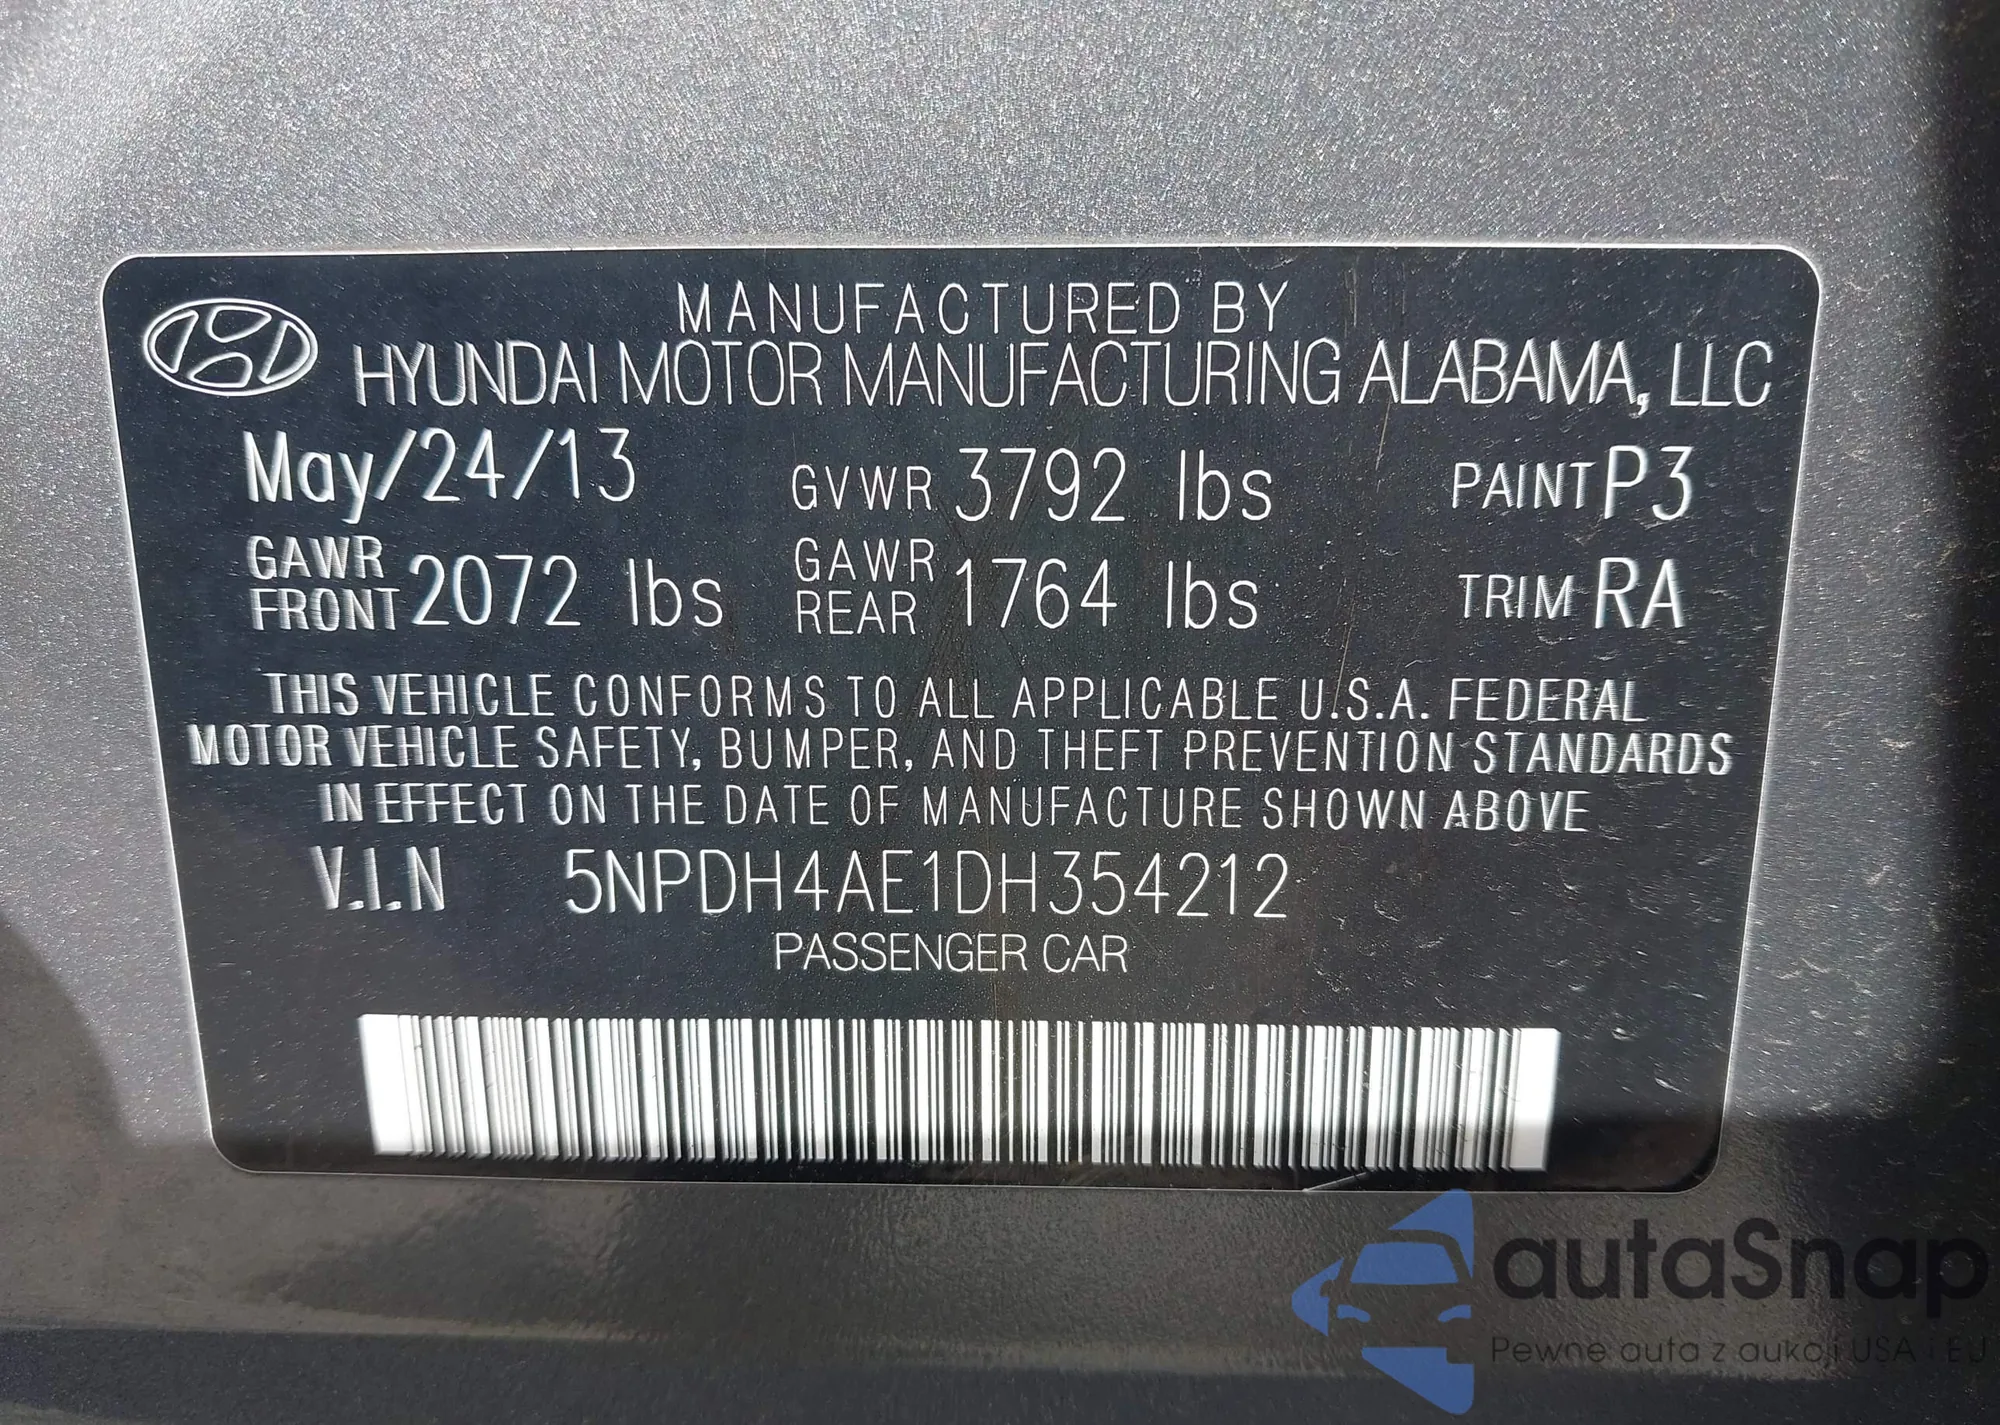 MANUFACTURED BY
HYUNDAI MOTOR MANUFACTURING ALABAMA, LLC
May/24/13 GVWR 3792 lbs PAINT P3
GAWR FRONT 2072 lbs GAWR REAR 1764 lbs TRIM RA
THIS VEHICLE CONFORMS TO ALL APPLICABLE U.S.A. FEDERAL
MOTOR VEHICLE SAFETY, BUMPER, AND THEFT PREVENTION STANDARDS
IN EFFECT ON THE DATE OF MANUFACTURE SHOWN ABOVE
V.I.N 5NPDH4AE1DH354212
PASSENGER CAR
autaSnap
Pewne auta z aukcji USA i EU